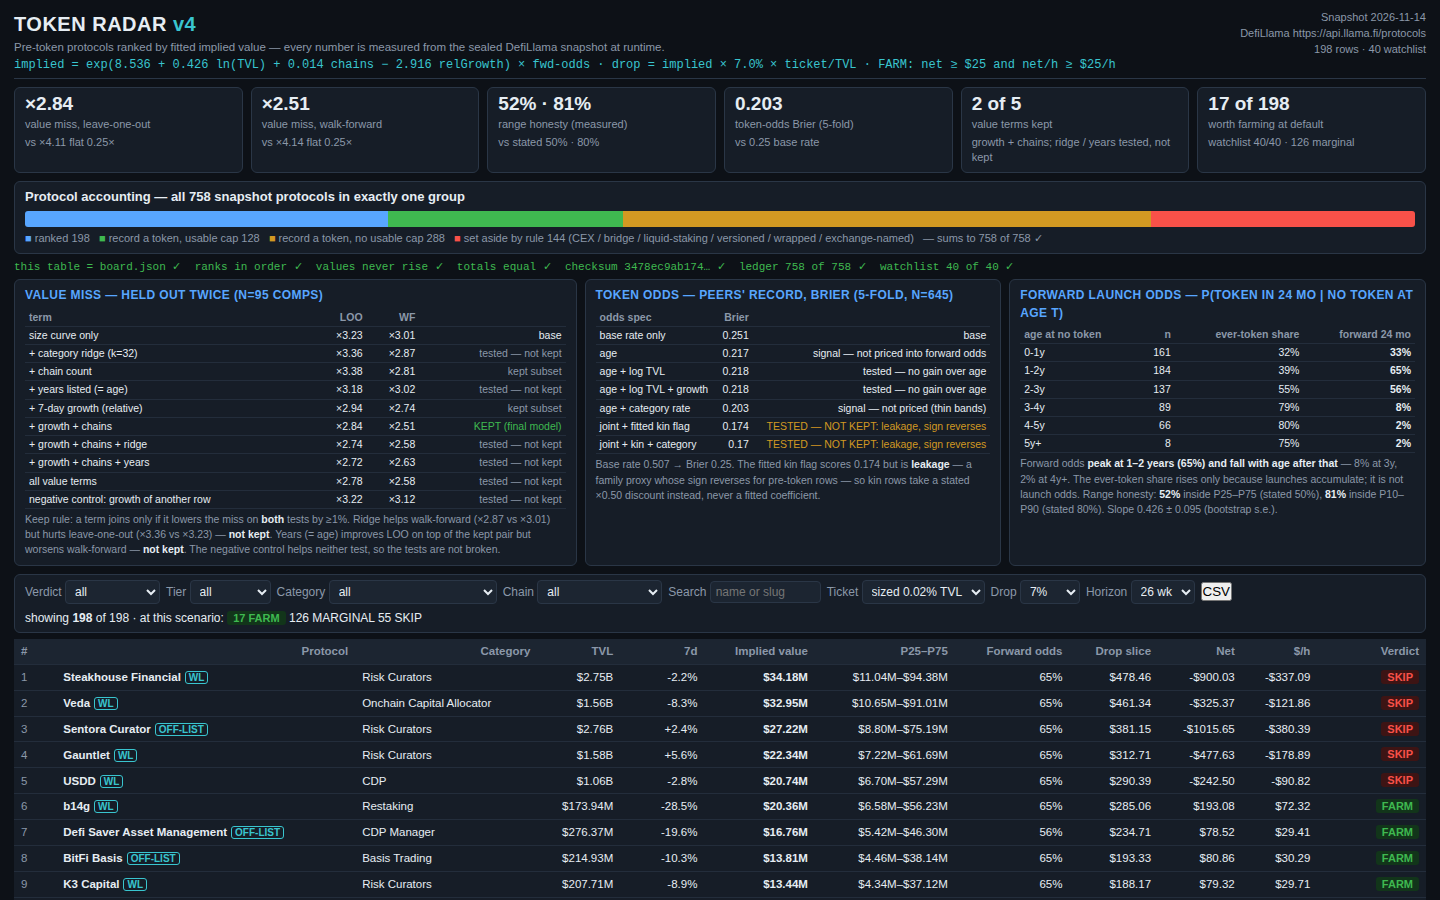 TOKEN RADAR v4
Pre-token protocols ranked by fitted implied value — every number is measured from the sealed DefiLlama snapshot at runtime.
implied = exp(8.536 + 0.426 ln(TVL) + 0.014 chains − 2.916 relGrowth) × fwd-odds · drop = implied × 7.0% × ticket/TVL · FARM: net ≥ $25 and net/h ≥ $25/h
Snapshot 2026-11-14
DefiLlama https://api.llama.fi/protocols
198 rows · 40 watchlist
×2.84
value miss, leave-one-out
vs ×4.11 flat 0.25×
×2.51
value miss, walk-forward
vs ×4.14 flat 0.25×
52% · 81%
range honesty (measured)
vs stated 50% · 80%
0.203
token-odds Brier (5-fold)
vs 0.25 base rate
2 of 5
value terms kept
growth + chains; ridge / years tested, not
kept
17 of 198
worth farming at default
watchlist 40/40 · 126 marginal
Protocol accounting — all 758 snapshot protocols in exactly one group
■ ranked 198 ■ record a token, usable cap 128 ■ record a token, no usable cap 288 ■ set aside by rule 144 (CEX / bridge / liquid-staking / versioned / wrapped / exchange-named) — sums to 758 of 758 ✓
this table = board.json ✓ ranks in order ✓ values never rise ✓ totals equal ✓ checksum 3478ec9ab174… ✓ ledger 758 of 758 ✓ watchlist 40 of 40 ✓
VALUE MISS — HELD OUT TWICE (N=95 COMPS)
term LOO WF
size curve only ×3.23 ×3.01 base
+ category ridge (k=32) ×3.36 ×2.87 tested — not kept
+ chain count ×3.38 ×2.81 kept subset
+ years listed (= age) ×3.18 ×3.02 tested — not kept
+ 7-day growth (relative) ×2.94 ×2.74 kept subset
+ growth + chains ×2.84 ×2.51 KEPT (final model)
+ growth + chains + ridge ×2.74 ×2.58 tested — not kept
+ growth + chains + years ×2.72 ×2.63 tested — not kept
all value terms ×2.78 ×2.58 tested — not kept
negative control: growth of another row ×3.22 ×3.12 tested — not kept
Keep rule: a term joins only if it lowers the miss on both tests by ≥1%. Ridge helps walk-forward (×2.87 vs ×3.01)
but hurts leave-one-out (×3.36 vs ×3.23) — not kept. Years (= age) improves LOO on top of the kept pair but
worsens walk-forward — not kept. The negative control helps neither test, so the tests are not broken.
TOKEN ODDS — PEERS' RECORD, BRIER (5-FOLD, N=645)
odds spec Brier
base rate only 0.251 base
age 0.217 signal — not priced into forward odds
age + log TVL 0.218 tested — no gain over age
age + log TVL + growth 0.218 tested — no gain over age
age + category rate 0.203 signal — not priced (thin bands)
joint + fitted kin flag 0.174 TESTED — NOT KEPT: leakage, sign reverses
joint + kin + category 0.17 TESTED — NOT KEPT: leakage, sign reverses
Base rate 0.507 → Brier 0.25. The fitted kin flag scores 0.174 but is leakage — a
family proxy whose sign reverses for pre-token rows — so kin rows take a stated
×0.50 discount instead, never a fitted coefficient.
FORWARD LAUNCH ODDS — P(TOKEN IN 24 MO | NO TOKEN AT
AGE T)
age at no token n ever-token share forward 24 mo
0-1y 161 32% 33%
1-2y 184 39% 65%
2-3y 137 55% 56%
3-4y 89 79% 8%
4-5y 66 80% 2%
5y+ 8 75% 2%
Forward odds peak at 1–2 years (65%) and fall with age after that — 8% at 3y,
2% at 4y+. The ever-token share rises only because launches accumulate; it is not
launch odds. Range honesty: 52% inside P25–P75 (stated 50%), 81% inside P10–
P90 (stated 80%). Slope 0.426 ± 0.095 (bootstrap s.e.).
Verdict all Tier all Category all Chain all Search name or slug Ticket sized 0.02% TVL Drop 7% Horizon 26 wk CSV
showing 198 of 198 · at this scenario: 17 FARM 126 MARGINAL 55 SKIP
# Protocol Category TVL 7d Implied value P25–P75 Forward odds Drop slice Net $/h Verdict
1 Steakhouse Financial WL Risk Curators $2.75B -2.2% $34.18M $11.04M–$94.38M 65% $478.46 -$900.03 -$337.09 SKIP
2 Veda WL Onchain Capital Allocator $1.56B -8.3% $32.95M $10.65M–$91.01M 65% $461.34 -$325.37 -$121.86 SKIP
3 Sentora Curator OFF-LIST Risk Curators $2.76B +2.4% $27.22M $8.80M–$75.19M 65% $381.15 -$1015.65 -$380.39 SKIP
4 Gauntlet WL Risk Curators $1.58B +5.6% $22.34M $7.22M–$61.69M 65% $312.71 -$477.63 -$178.89 SKIP
5 USDD WL CDP $1.06B -2.8% $20.74M $6.70M–$57.29M 65% $290.39 -$242.50 -$90.82 SKIP
6 b14g WL Restaking $173.94M -28.5% $20.36M $6.58M–$56.23M 65% $285.06 $193.08 $72.32 FARM
7 Defi Saver Asset Management OFF-LIST CDP Manager $276.37M -19.6% $16.76M $5.42M–$46.30M 56% $234.71 $78.52 $29.41 FARM
8 BitFi Basis OFF-LIST Basis Trading $214.93M -10.3% $13.81M $4.46M–$38.14M 65% $193.33 $80.86 $30.29 FARM
9 K3 Capital WL Risk Curators $207.71M -8.9% $13.44M $4.34M–$37.12M 65% $188.17 $79.32 $29.71 FARM